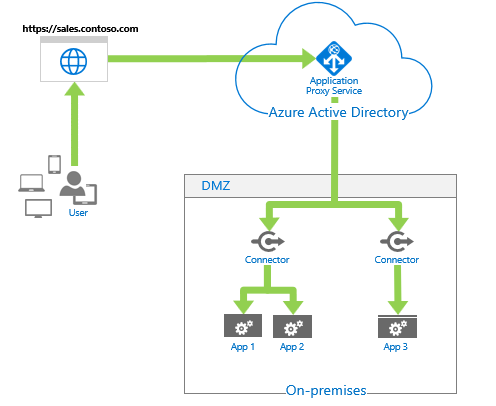 https://sales.contoso.com
Application
Proxy Service
Azure Active Directory
User
DMZ
Connector
Connector
App 1
App 2
App 3
On-premises